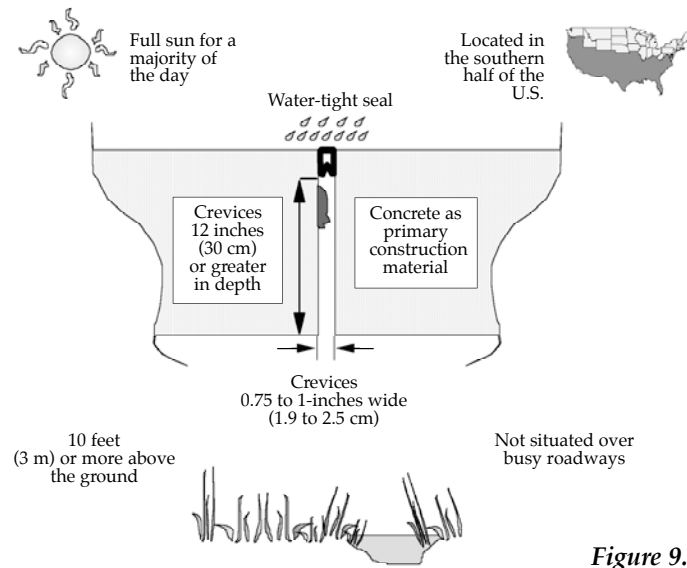 Full sun for a
majority of
the day
Located in
the southern
half of the
U.S.
Water-tight seal
Crevices
12 inches
(30 cm)
or greater
in depth
Concrete as
primary
construction
material
Crevices
0.75 to 1-inches wide
(1.9 to 2.5 cm)
10 feet
(3 m) or more above
the ground
Not situated over
busy roadways
Figure 9.